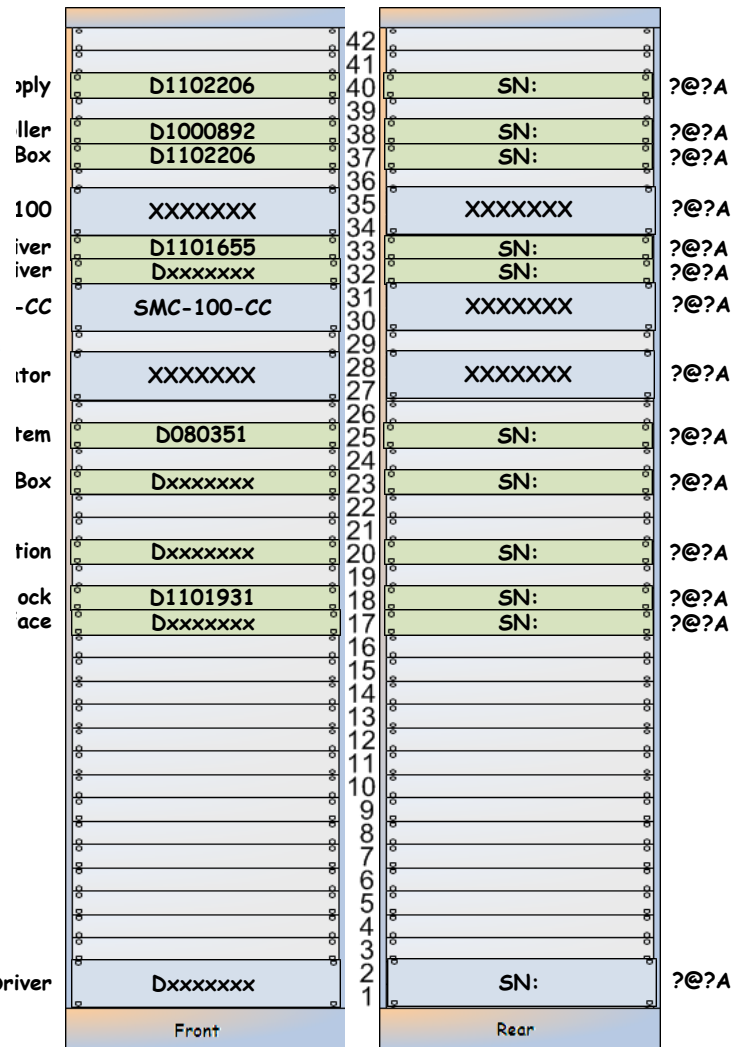 42
41
pply D1102206 40 SN: ?@?A
39
ller D1000892 38 SN: ?@?A
Box D1102206 37 SN: ?@?A
36
100 XXXXXXX 35 XXXXXXX ?@?A
34
iver D1101655 33 SN: ?@?A
iver Dxxxxxxx 32 SN: ?@?A
-CC SMC-100-CC 31 XXXXXXX ?@?A
30
29
tor XXXXXXX 28 XXXXXXX ?@?A
27
26
tem D080351 25 SN: ?@?A
24
Box Dxxxxxxx 23 SN: ?@?A
22
21
tion Dxxxxxxx 20 SN: ?@?A
19
ock D1101931 18 SN: ?@?A
ace Dxxxxxxx 17 SN: ?@?A
16
15
14
13
12
11
10
9
8
7
6
5
4
3
Driver Dxxxxxxx 2 SN: ?@?A
1
Front Rear